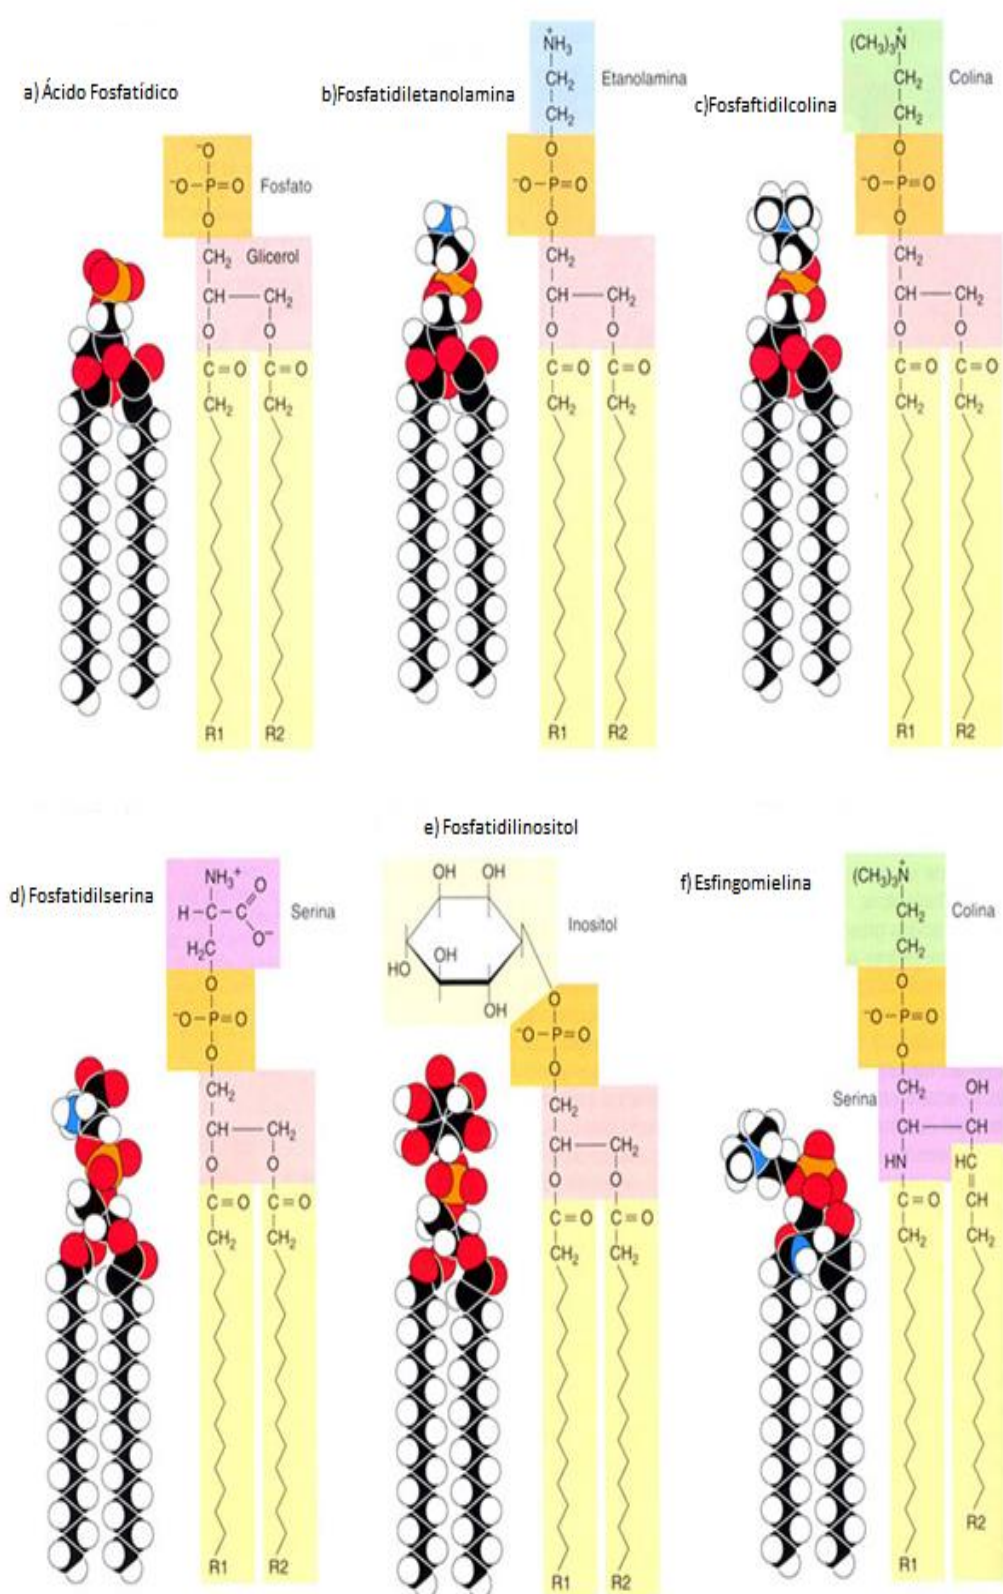 a) Ácido Fosfatídico
⁻O
⁻O–P=O
O
Fosfato
CH₂
Glicerol
CH—CH₂
O O
C=O C=O
CH₂ CH₂
R1 R2
b)Fosfatidiletanolamina
⁺NH₃
CH₂
CH₂
Etanolamina
O
⁻O–P=O
O
CH₂
CH—CH₂
O O
C=O C=O
CH₂ CH₂
R1 R2
c)Fosfaftidilcolina
(CH₃)₃N⁺
CH₂
CH₂
Colina
O
⁻O–P=O
O
CH₂
CH—CH₂
O O
C=O C=O
CH₂ CH₂
R1 R2
d) Fosfatidilserina
NH₃⁺
O
H–C–C
O⁻
H₂C
Serina
O
⁻O–P=O
O
CH₂
CH—CH₂
O O
C=O C=O
CH₂ CH₂
R1 R2
e) Fosfatidilinositol
OH OH
OH
HO OH
OH
Inositol
O
⁻O–P=O
O
CH₂
CH—CH₂
O O
C=O C=O
CH₂ CH₂
R1 R2
f) Esfingomielina
(CH₃)₃N⁺
CH₂
CH₂
Colina
O
⁻O–P=O
O
Serina
CH₂ OH
CH—CH
HN HC
C=O CH
CH₂ CH₂
R2
R1